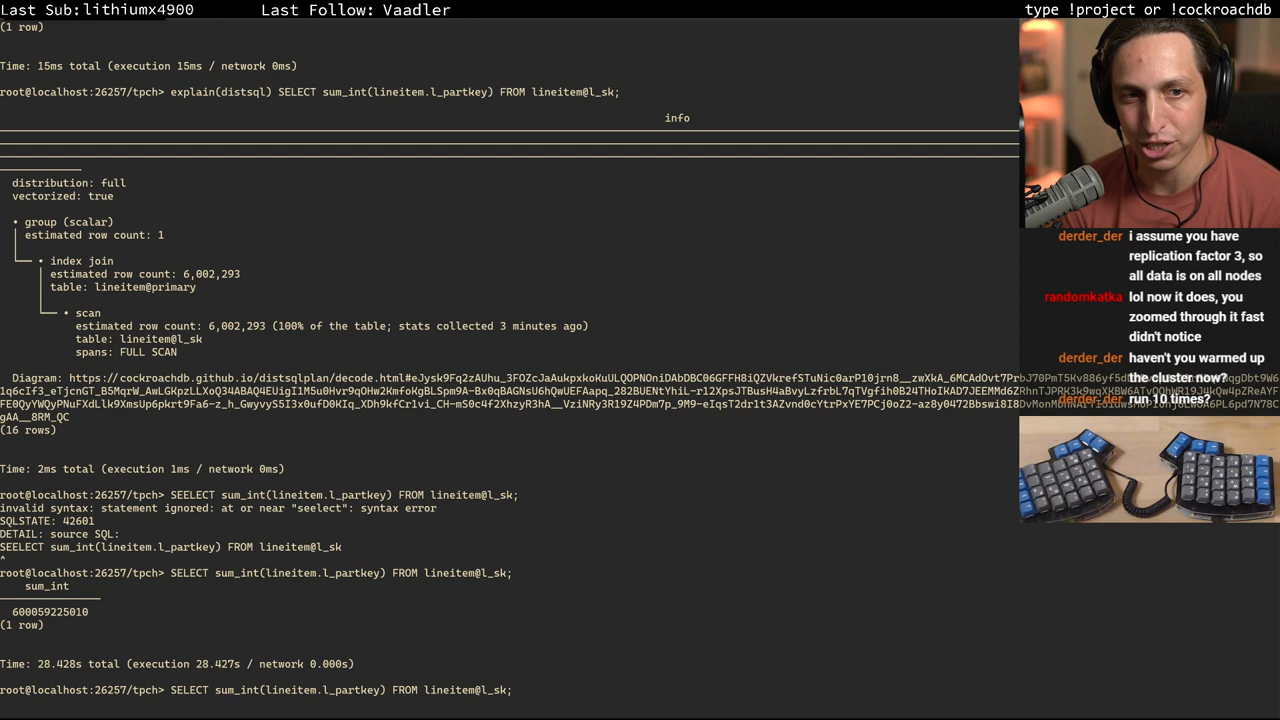 Last Sub:lithiumx4900 Last Follow: Vaadler type !project or !cockroachdb
(1 row)
Time: 15ms total (execution 15ms / network 0ms)
root@localhost:26257/tpch> explain(distsql) SELECT sum_int(lineitem.l_partkey) FROM lineitem@l_sk;
info
distribution: full
vectorized: true
• group (scalar)
estimated row count: 1
• index join
estimated row count: 6,002,293
table: lineitem@primary
• scan
estimated row count: 6,002,293 (100% of the table; stats collected 3 minutes ago)
table: lineitem@l_sk
spans: FULL SCAN
Diagram:
(16 rows)
Time: 2ms total (execution 1ms / network 0ms)
root@localhost:26257/tpch> SEELECT sum_int(lineitem.l_partkey) FROM lineitem@l_sk;
invalid syntax: statement ignored: at or near "seelect": syntax error
SQLSTATE: 42601
DETAIL: source SQL:
SEELECT sum_int(lineitem.l_partkey) FROM lineitem@l_sk
^
root@localhost:26257/tpch> SELECT sum_int(lineitem.l_partkey) FROM lineitem@l_sk;
sum_int
600059225010
(1 row)
Time: 28.428s total (execution 28.427s / network 0.000s)
root@localhost:26257/tpch> SELECT sum_int(lineitem.l_partkey) FROM lineitem@l_sk;
derder_der i assume you have
replication factor 3, so
all data is on all nodes
randomkatka lol now it does, you
zoomed through it fast
didn't notice
derder_der haven't you warmed up
the cluster now?
derder_der run 10 times?